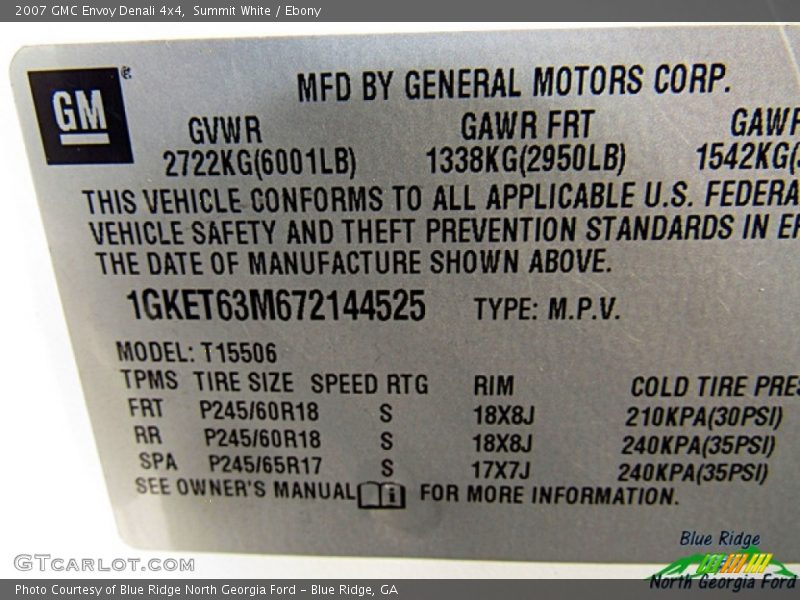 2007 GMC Envoy Denali 4x4,  Summit White / Ebony
GM
®
MFD BY GENERAL MOTORS CORP.
GVWR GAWR FRT GAWR
2722KG(6001LB) 1338KG(2950LB) 1542KG(
THIS VEHICLE CONFORMS TO ALL APPLICABLE U.S. FEDERA
VEHICLE SAFETY AND THEFT PREVENTION STANDARDS IN
THE DATE OF MANUFACTURE SHOWN ABOVE.
1GKET63M672144525 TYPE: M.P.V.
MODEL: T15506
TPMS TIRE SIZE SPEED RTG RIM COLD TIRE PRES
FRT P245/60R18 S 18X8J 210KPA(30PSI)
RR P245/60R18 S 18X8J 240KPA(35PSI)
SPA P245/65R17 S 17X7J 240KPA(35PSI)
SEE OWNER'S MANUAL i FOR MORE INFORMATION.
GTCARLOT.COM
Blue Ridge
North Georgia Ford
Photo Courtesy of Blue Ridge North Georgia Ford – Blue Ridge, GA